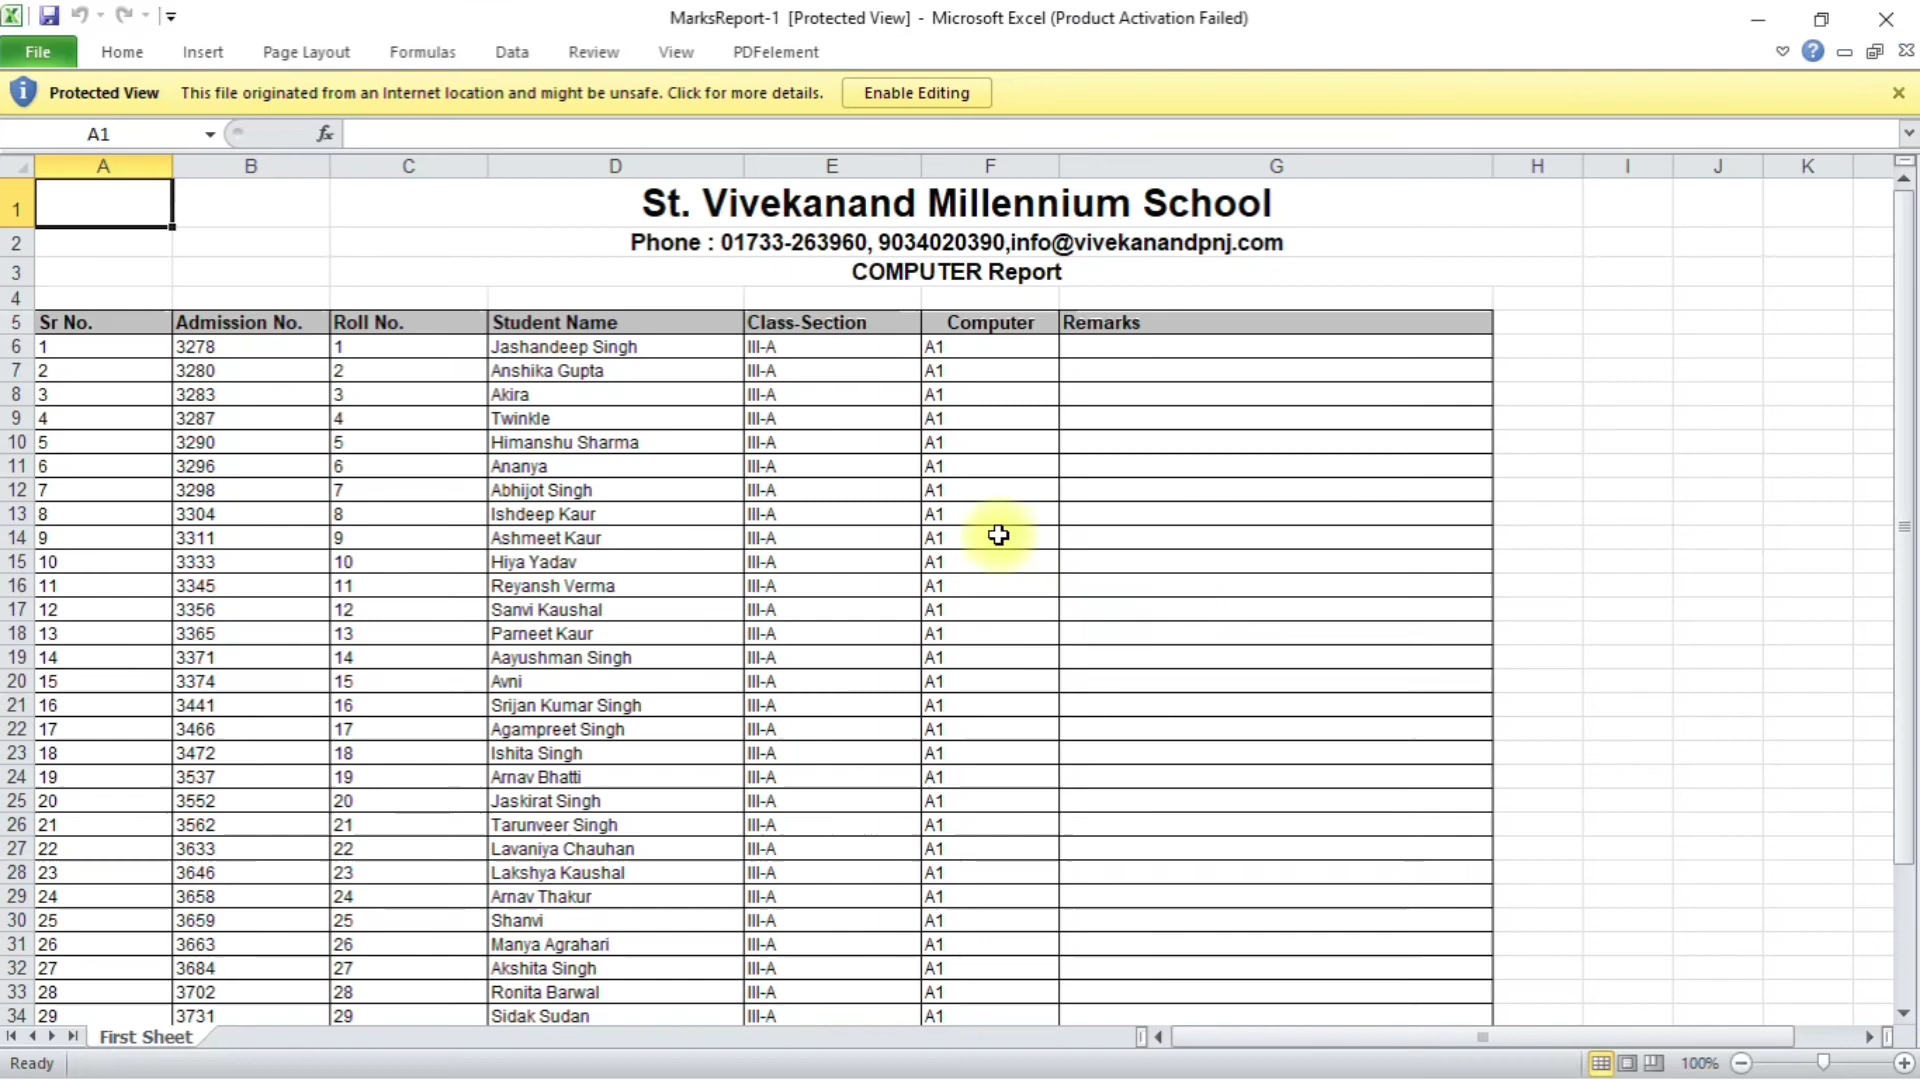 MarksReport-1 [Protected View] - Microsoft Excel (Product Activation Failed)
File Home Insert Page Layout Formulas Data Review View PDFelement
Protected View This file originated from an Internet location and might be unsafe. Click for more details. Enable Editing
A1 fx
A B C D E F G H I J K
1 St. Vivekanand Millennium School
2 Phone : 01733-263960, 9034020390,info@vivekanandpnj.com
3 COMPUTER Report
4
5 Sr No. Admission No. Roll No. Student Name Class-Section Computer Remarks
6 1 3278 1 Jashandeep Singh III-A A1
7 2 3280 2 Anshika Gupta III-A A1
8 3 3283 3 Akira III-A A1
9 4 3287 4 Twinkle III-A A1
10 5 3290 5 Himanshu Sharma III-A A1
11 6 3296 6 Ananya III-A A1
12 7 3298 7 Abhijot Singh III-A A1
13 8 3304 8 Ishdeep Kaur III-A A1
14 9 3311 9 Ashmeet Kaur III-A A1
15 10 3333 10 Hiya Yadav III-A A1
16 11 3345 11 Reyansh Verma III-A A1
17 12 3356 12 Sanvi Kaushal III-A A1
18 13 3365 13 Parneet Kaur III-A A1
19 14 3371 14 Aayushman Singh III-A A1
20 15 3374 15 Avni III-A A1
21 16 3441 16 Srijan Kumar Singh III-A A1
22 17 3466 17 Agampreet Singh III-A A1
23 18 3472 18 Ishita Singh III-A A1
24 19 3537 19 Arnav Bhatti III-A A1
25 20 3552 20 Jaskirat Singh III-A A1
26 21 3562 21 Tarunveer Singh III-A A1
27 22 3633 22 Lavaniya Chauhan III-A A1
28 23 3646 23 Lakshya Kaushal III-A A1
29 24 3658 24 Arnav Thakur III-A A1
30 25 3659 25 Shanvi III-A A1
31 26 3663 26 Manya Agrahari III-A A1
32 27 3684 27 Akshita Singh III-A A1
33 28 3702 28 Ronita Barwal III-A A1
34 29 3731 29 Sidak Sudan III-A A1
First Sheet
Ready 100%